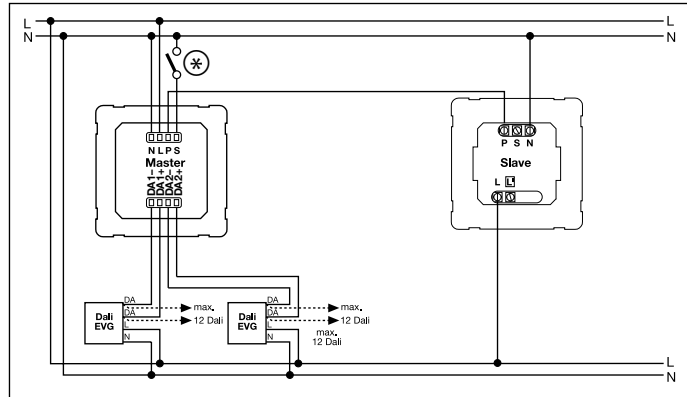 L
L
N
N
*
N L P S
Master
DA1-
DA1+
DA2-
DA2+
P S N
Slave
L L'
Dali
EVG
DA
DA
L
N
max.
12 Dali
Dali
EVG
DA
DA
L
N
max.
12 Dali
max.
12 Dali
L
N